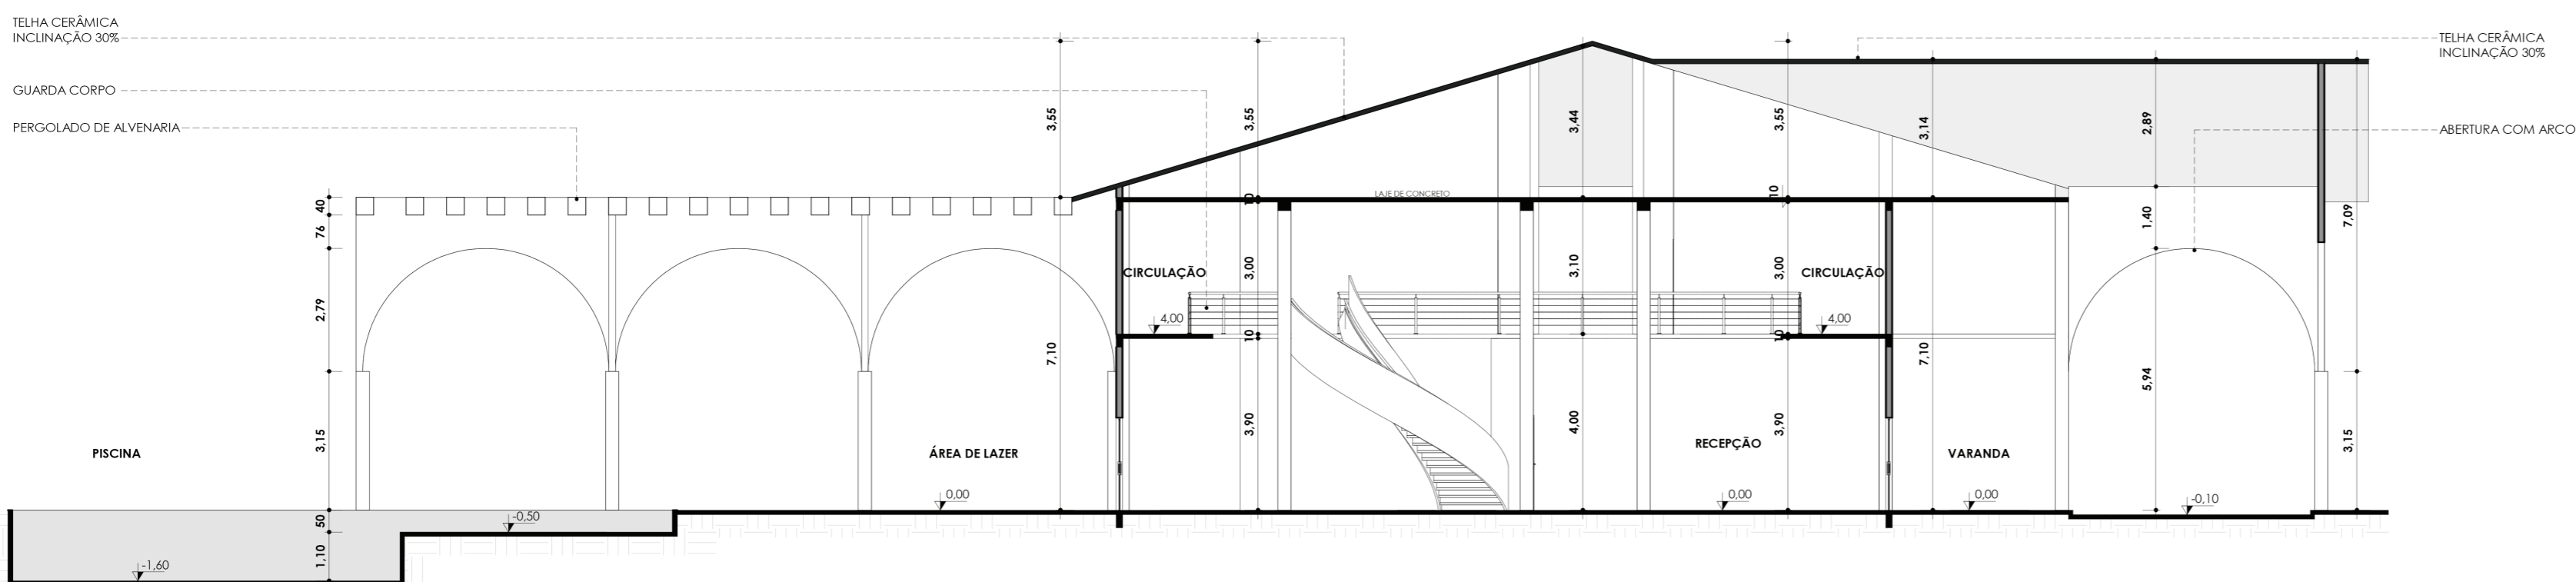 TELHA CERÂMICA
INCLINAÇÃO 30%
TELHA CERÂMICA
INCLINAÇÃO 30%
GUARDA CORPO
PERGOLADO DE ALVENARIA
ABERTURA COM ARCO
3,55
3,55
3,44
3,55
3,14
2,89
LAJE DE CONCRETO
40
76
10
10
1,40
7,09
CIRCULAÇÃO
3,00
3,10
3,00
CIRCULAÇÃO
2,79
4,00
4,00
10
10
7,10
7,10
5,94
3,15
3,90
4,00
3,90
3,15
PISCINA
ÁREA DE LAZER
RECEPÇÃO
VARANDA
0,00
0,00
0,00
-0,10
50
-0,50
1,10
-1,60